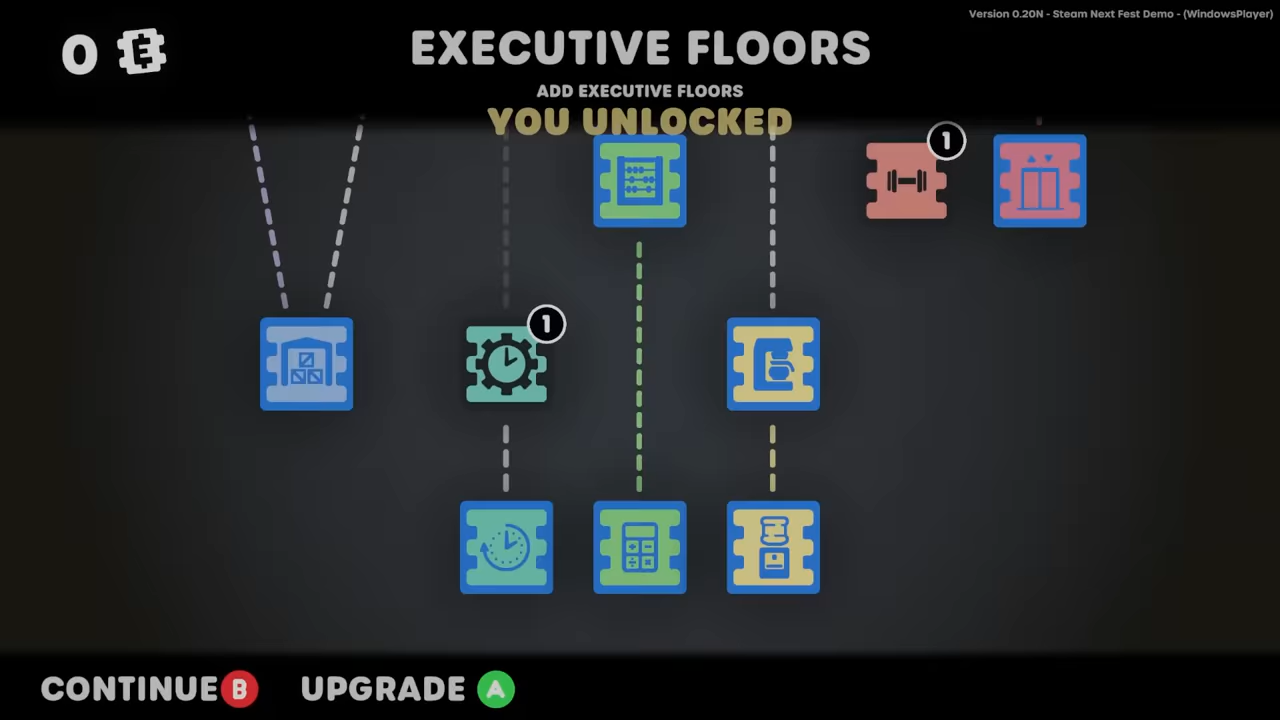 Version 0.20N - Steam Next Fest Demo - (WindowsPlayer)
0 E
EXECUTIVE FLOORS
ADD EXECUTIVE FLOORS
YOU UNLOCKED
1
1
CONTINUE B
UPGRADE A